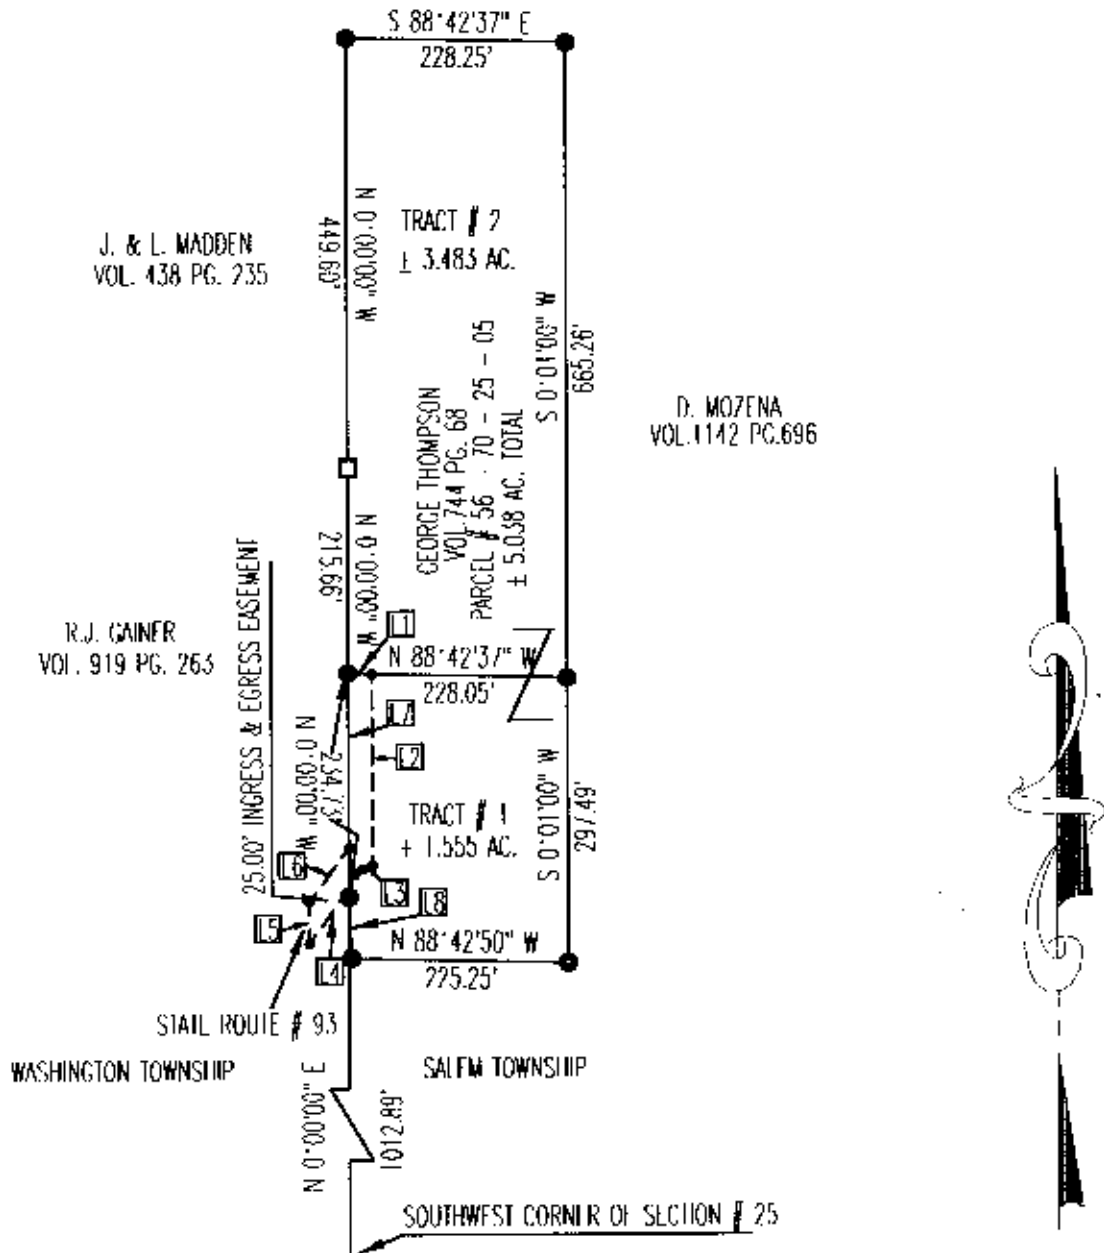 S 88°42'37" E
228.25'
N 0°00'00" W
449.60'
TRACT # 2
± 3.483 AC.
J. & L. MADDEN
VOL. 438 PG. 235
S 0°01'00" W
665.26'
GEORGE THOMPSON
VOL. 744 PG. 68
PARCEL # 56 - 70 - 25 - 05
± 5.038 AC. TOTAL
D. MOZENA
VOL. 1142 PG. 696
N 0°00'00" W
215.66'
25.00' INGRESS & EGRESS EASEMENT
R.J. GAINER
VOL. 919 PG. 263
L1
N 88°42'37" W
228.05'
L7
L2
N 0°00'00" W
234.73'
TRACT # 1
± 1.555 AC.
S 0°01'00" W
297.49'
L6
L3
L8
L5
L4
N 88°42'50" W
225.25'
STATE ROUTE # 93
WASHINGTON TOWNSHIP
SALEM TOWNSHIP
N 0°00'00" E
1012.89'
SOUTHWEST CORNER OF SECTION # 25